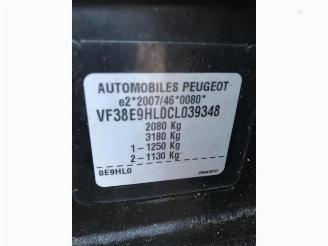 AUTOMOBILES PEUGEOT
e2*2007/46*0080*
VF38E9HL0CL039348
2080 Kg
3180 Kg
1-1250 Kg
2-1130 Kg
8E9HL0